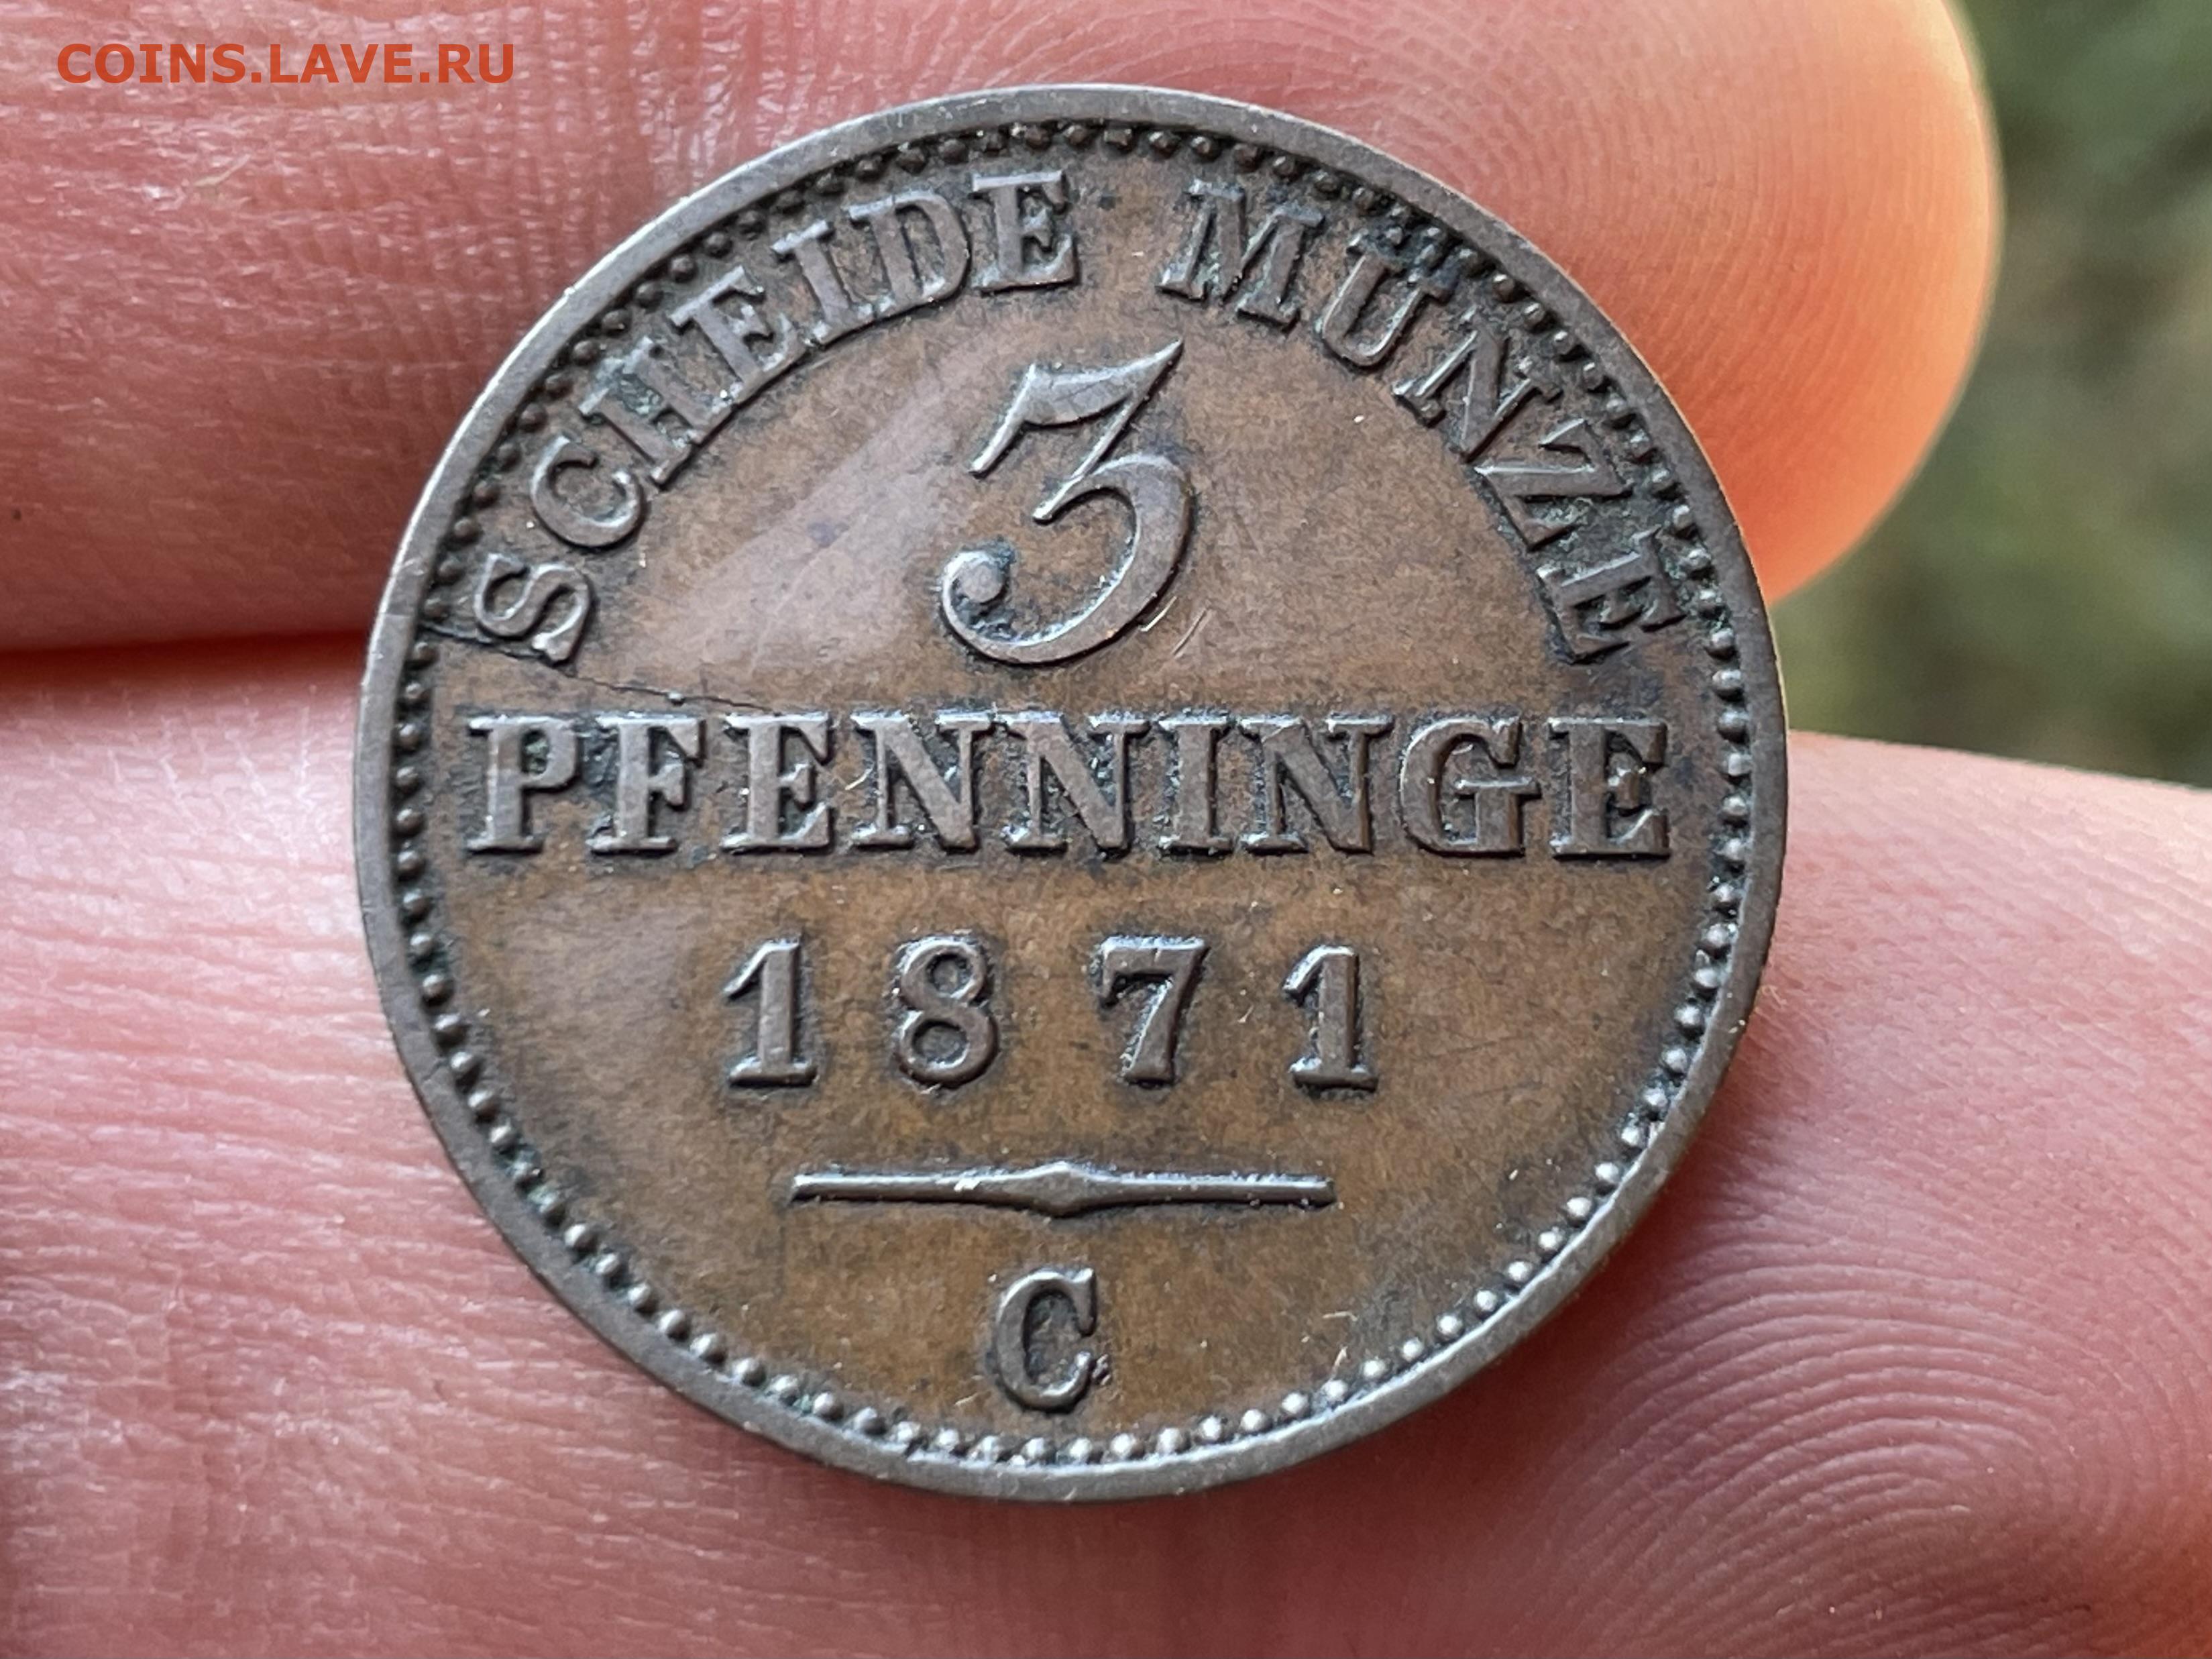 COINS.LAVE.RU
SCHEIDE MÜNZE
3
PFENNINGE
1871
C